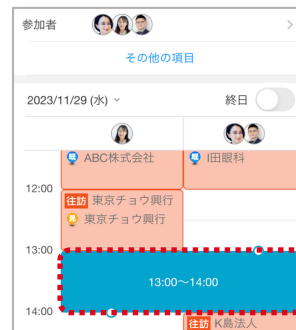 参加者
その他の項目
2023/11/29 (水)
終日
既 ABC株式会社
既 I田眼科
12:00
往訪 東京チョウ興行
見 東京チョウ興行
13:00
13:00～14:00
14:00
往訪 K島法人